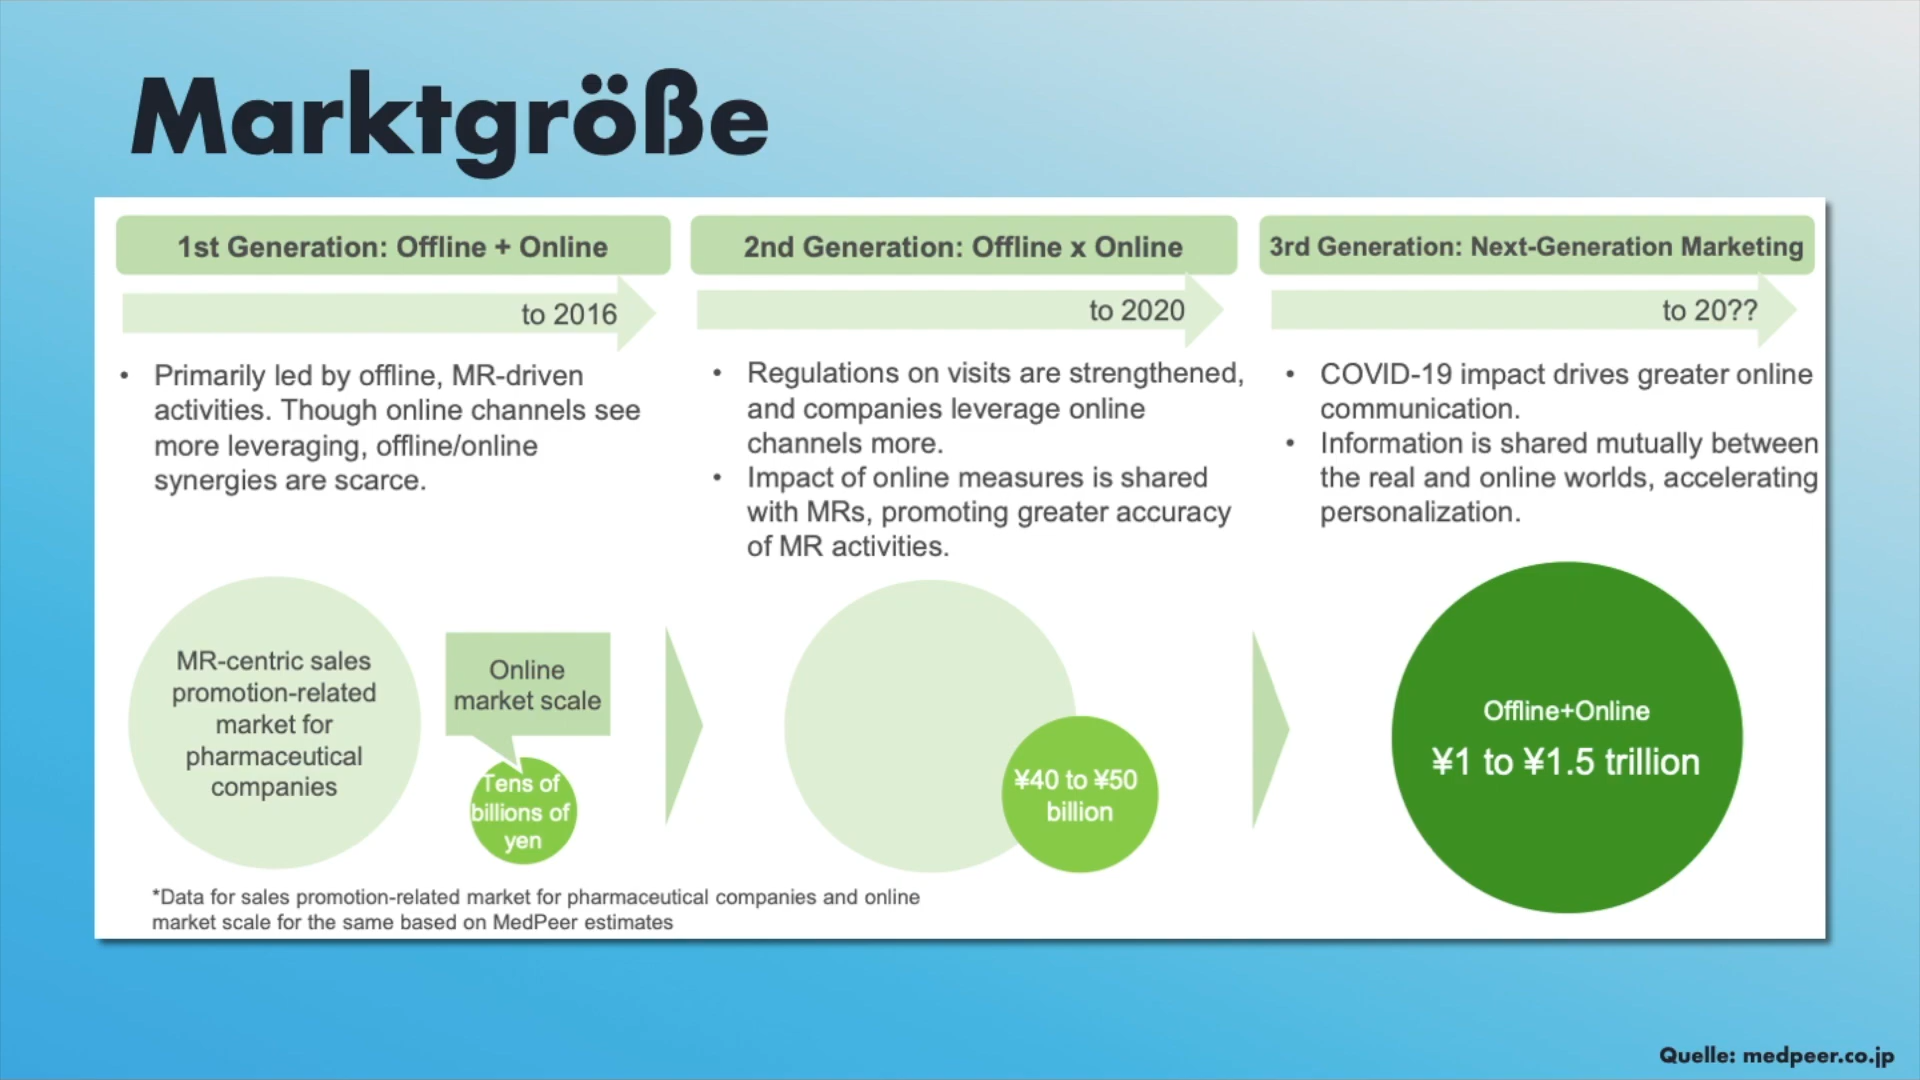 Marktgröße
1st Generation: Offline + Online
to 2016
• Primarily led by offline, MR-driven
activities. Though online channels see
more leveraging, offline/online
synergies are scarce.
MR-centric sales
promotion-related
market for
pharmaceutical
companies
Online
market scale
Tens of
billions of
yen
2nd Generation: Offline x Online
to 2020
• Regulations on visits are strengthened,
and companies leverage online
channels more.
• Impact of online measures is shared
with MRs, promoting greater accuracy
of MR activities.
¥40 to ¥50
billion
3rd Generation: Next-Generation Marketing
to 20??
• COVID-19 impact drives greater online
communication.
• Information is shared mutually between
the real and online worlds, accelerating
personalization.
Offline+Online
¥1 to ¥1.5 trillion
*Data for sales promotion-related market for pharmaceutical companies and online
market scale for the same based on MedPeer estimates
Quelle: medpeer.co.jp